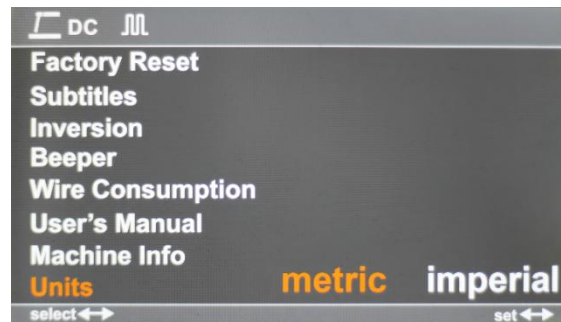 DC
Factory Reset
Subtitles
Inversion
Beeper
Wire Consumption
User's Manual
Machine Info
Units metric imperial
select set